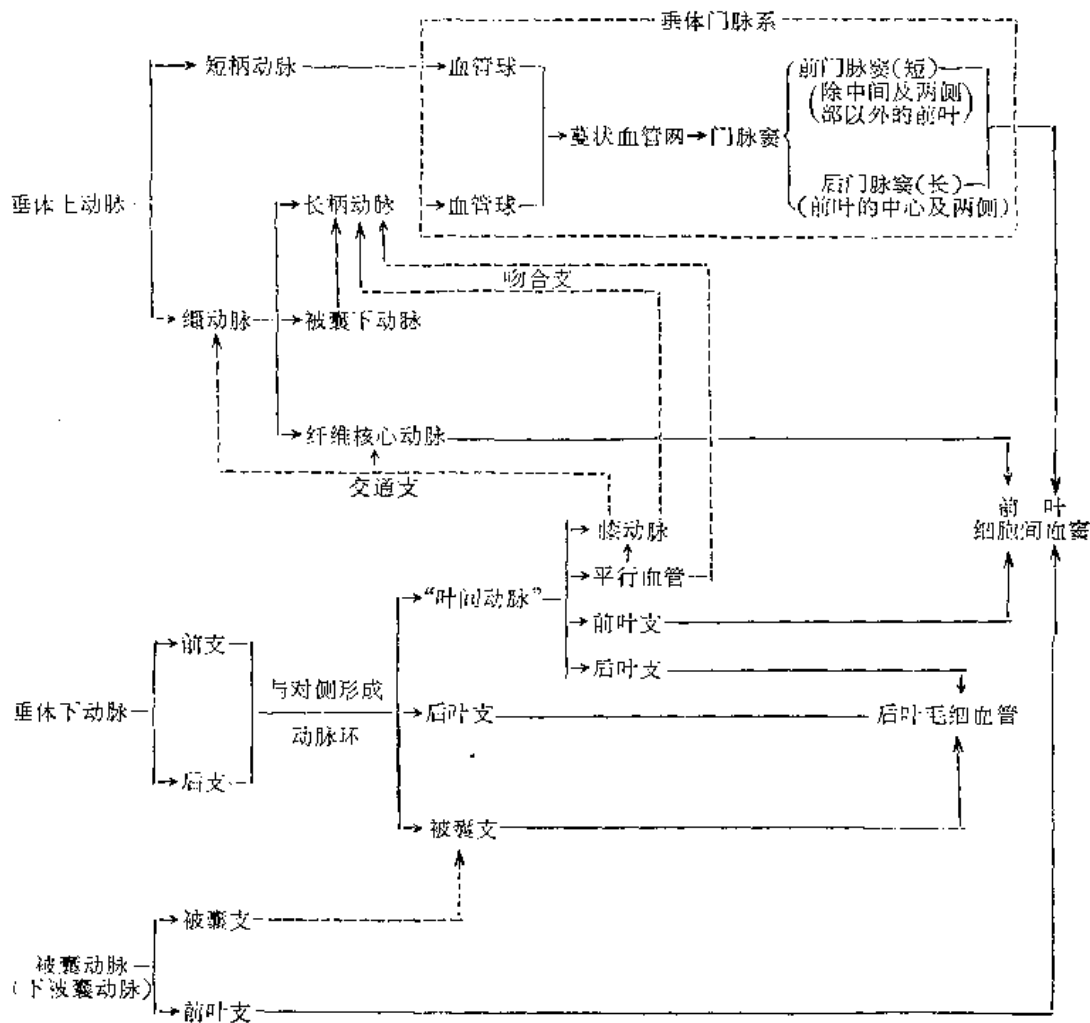 垂体门脉系
短柄动脉
血管球
前门脉窦(短)
(除中间及两侧
部以外的前叶)
蔓状血管网
门脉窦
垂体上动脉
长柄动脉
血管球
后门脉窦(长)
(前叶的中心及两侧)
吻合支
缰动脉
被囊下动脉
纤维核心动脉
交通支
前 叶
细胞间血窦
膝动脉
平行血管
“叶间动脉”
前叶支
前支
后叶支
与对侧形成
垂体下动脉
后叶支
后叶毛细血管
动脉环
后支
被囊支
被囊支
被囊动脉
(下被囊动脉)
前叶支